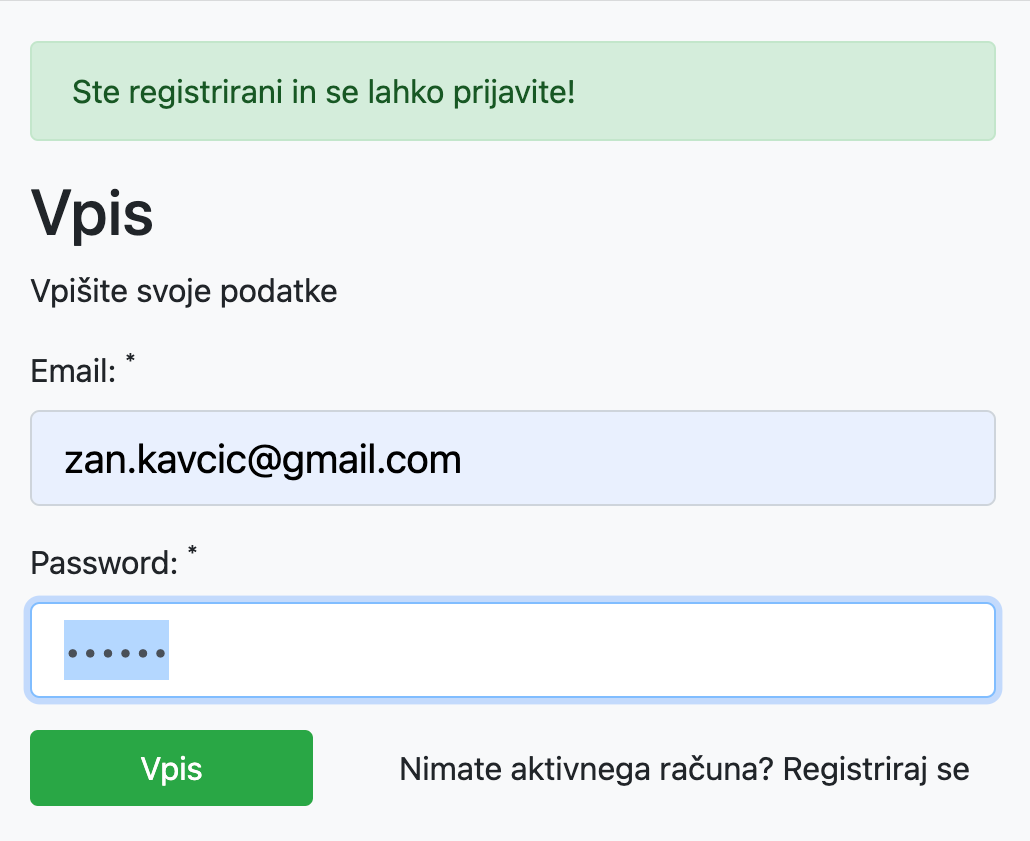 Ste registrirani in se lahko prijavite!
Vpis
Vpišite svoje podatke
Email: *
zan.kavcic@gmail.com
Password: *
••••••
Vpis
Nimate aktivnega računa? Registriraj se